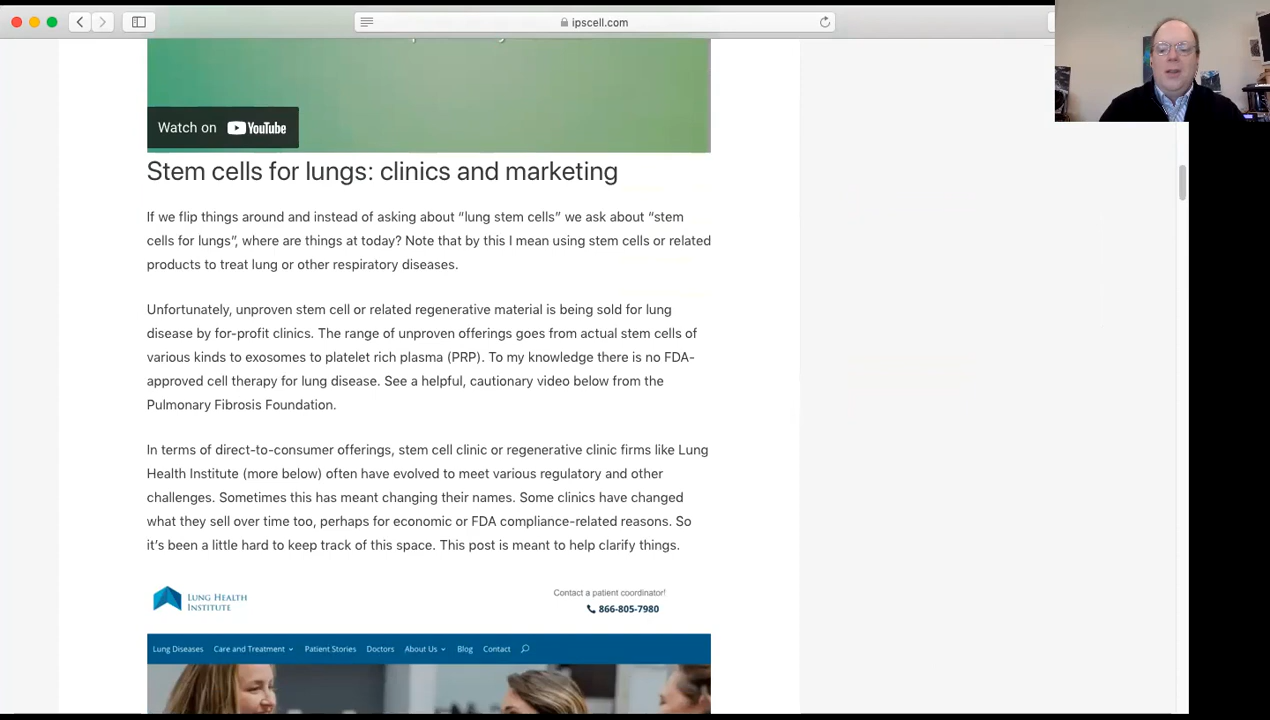 ipscell.com
Watch on YouTube
Stem cells for lungs: clinics and marketing
If we flip things around and instead of asking about “lung stem cells” we ask about “stem
cells for lungs”, where are things at today? Note that by this I mean using stem cells or related
products to treat lung or other respiratory diseases.
Unfortunately, unproven stem cell or related regenerative material is being sold for lung
disease by for-profit clinics. The range of unproven offerings goes from actual stem cells of
various kinds to exosomes to platelet rich plasma (PRP). To my knowledge there is no FDA-
approved cell therapy for lung disease. See a helpful, cautionary video below from the
Pulmonary Fibrosis Foundation.
In terms of direct-to-consumer offerings, stem cell clinic or regenerative clinic firms like Lung
Health Institute (more below) often have evolved to meet various regulatory and other
challenges. Sometimes this has meant changing their names. Some clinics have changed
what they sell over time too, perhaps for economic or FDA compliance-related reasons. So
it’s been a little hard to keep track of this space. This post is meant to help clarify things.
LUNG HEALTH
INSTITUTE
Contact a patient coordinator!
866-805-7980
Lung Diseases Care and Treatment Patient Stories Doctors About Us Blog Contact